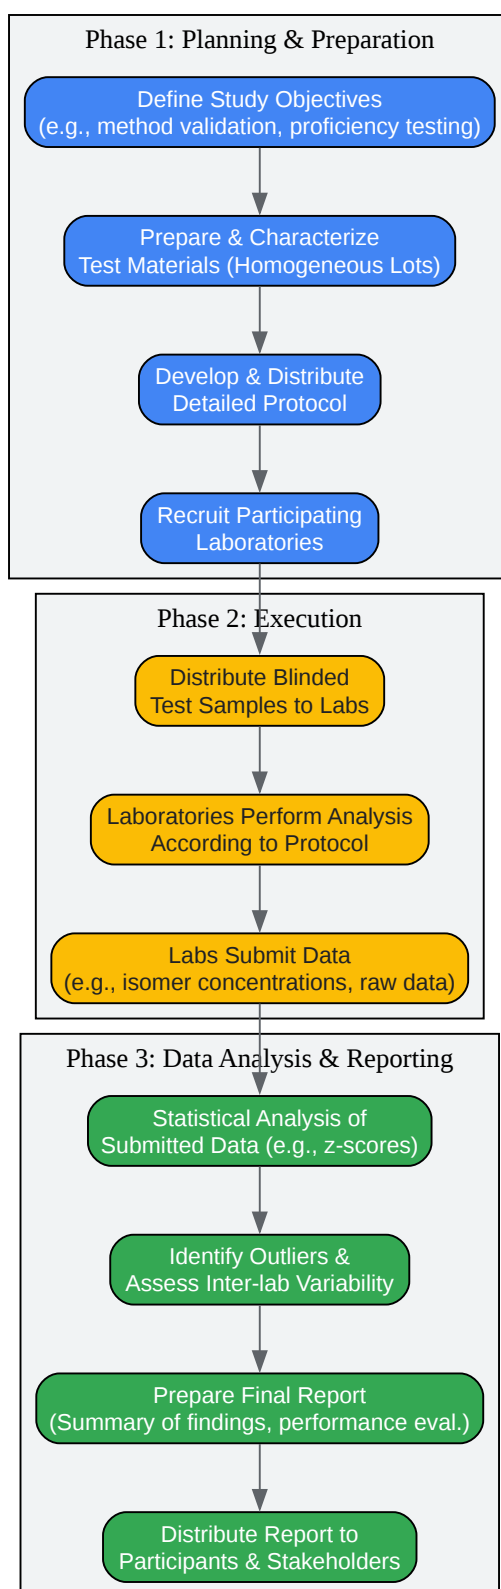 Phase 1: Planning & Preparation
Define Study Objectives
(e.g., method validation, proficiency testing)
Prepare & Characterize
Test Materials (Homogeneous Lots)
Develop & Distribute
Detailed Protocol
Recruit Participating
Laboratories
Phase 2: Execution
Distribute Blinded
Test Samples to Labs
Laboratories Perform Analysis
According to Protocol
Labs Submit Data
(e.g., isomer concentrations, raw data)
Phase 3: Data Analysis & Reporting
Statistical Analysis of
Submitted Data (e.g., z-scores)
Identify Outliers &
Assess Inter-lab Variability
Prepare Final Report
(Summary of findings, performance eval.)
Distribute Report to
Participants & Stakeholders